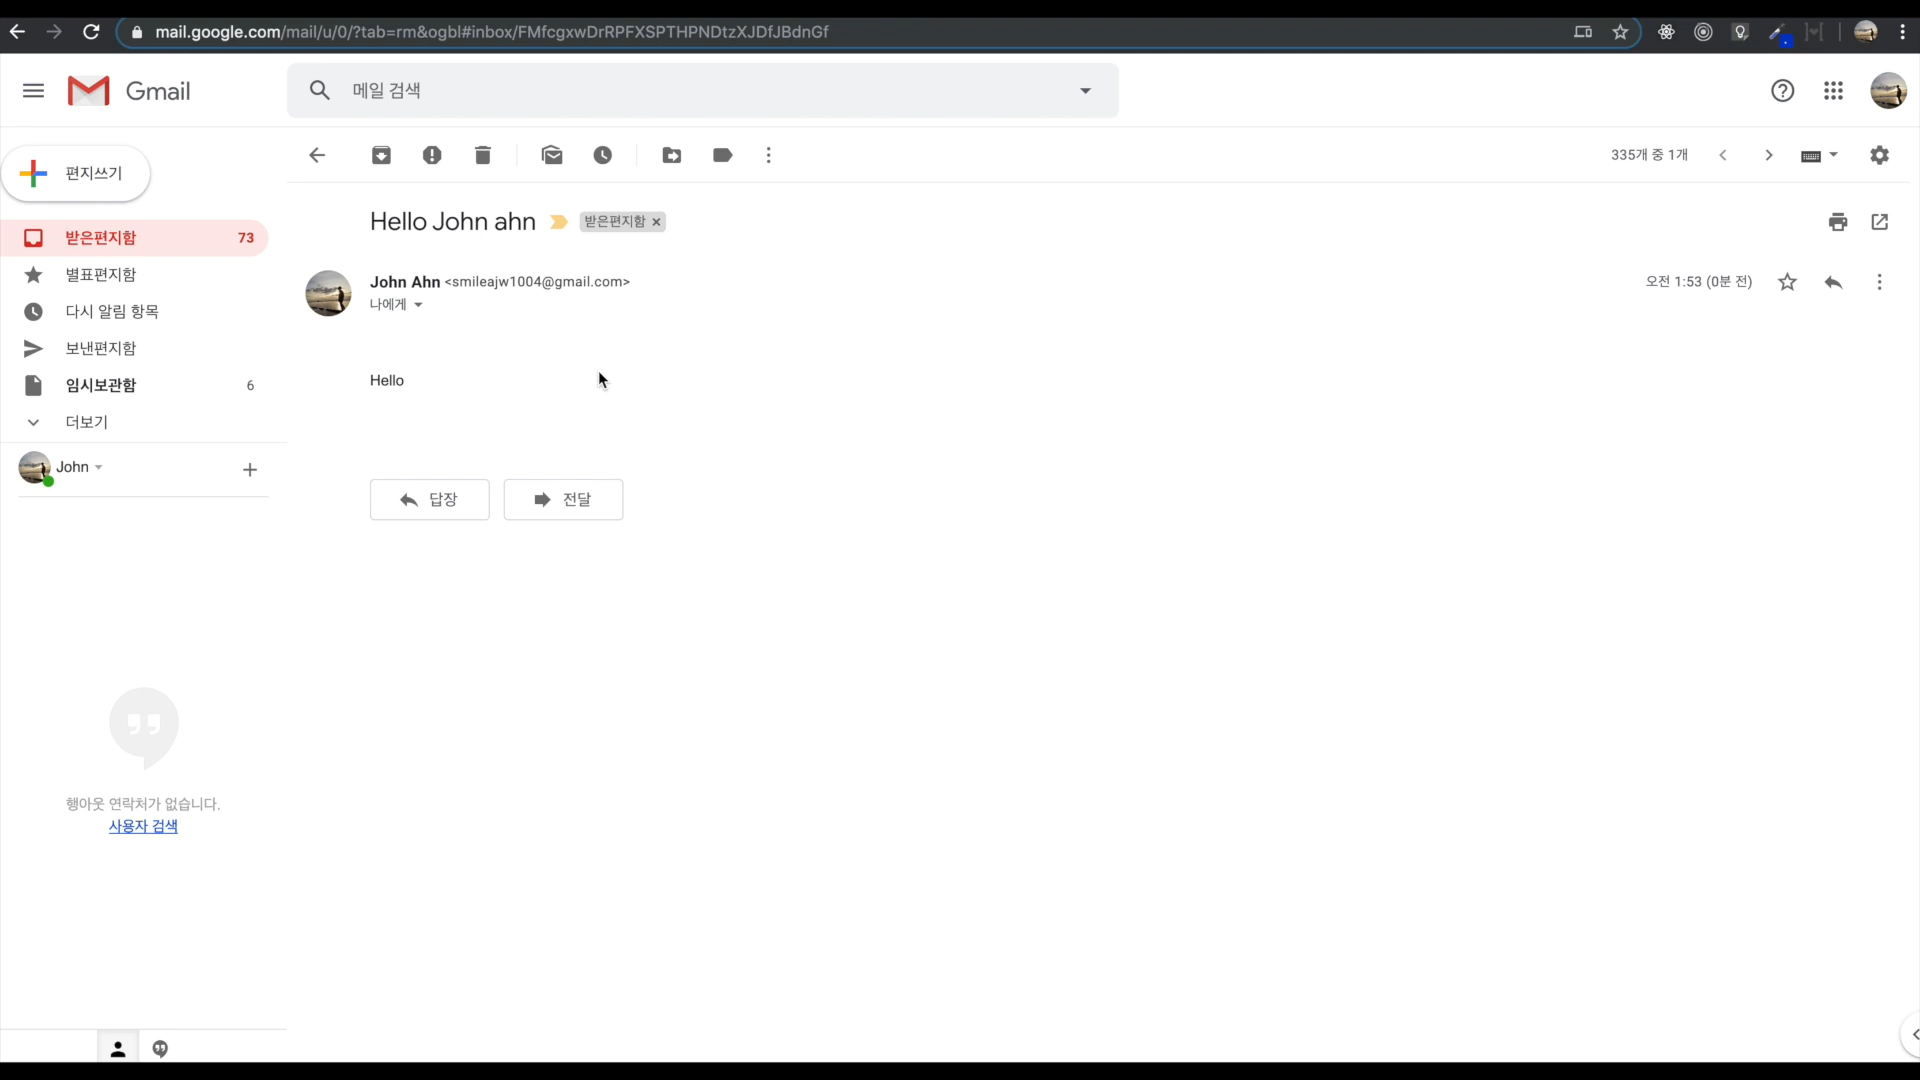 mail.google.com/mail/u/0/?tab=rm&ogbl#inbox/FMfcgxwDrRPFXSPTHPNDtzXJDfJBdnGf
Gmail
메일 검색
편지쓰기
335개 중 1개
받은편지함 73
별표편지함
다시 알림 항목
보낸편지함
임시보관함 6
더보기
John
행아웃 연락처가 없습니다.
사용자 검색
Hello John ahn 받은편지함 ×
John Ahn <smileajw1004@gmail.com>
오전 1:53 (0분 전)
나에게
Hello
답장
전달